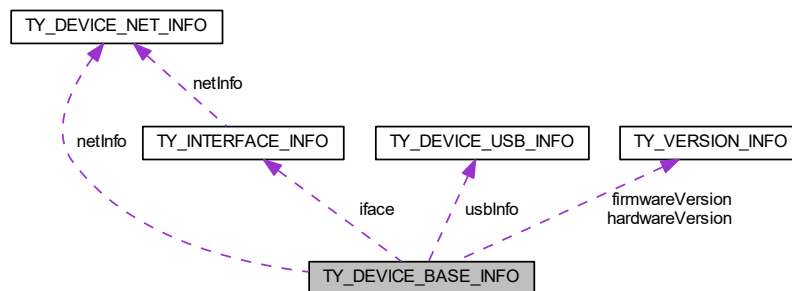 TY_DEVICE_NET_INFO
netInfo
netInfo
TY_INTERFACE_INFO
TY_DEVICE_USB_INFO
TY_VERSION_INFO
iface
usbInfo
firmwareVersion
hardwareVersion
TY_DEVICE_BASE_INFO